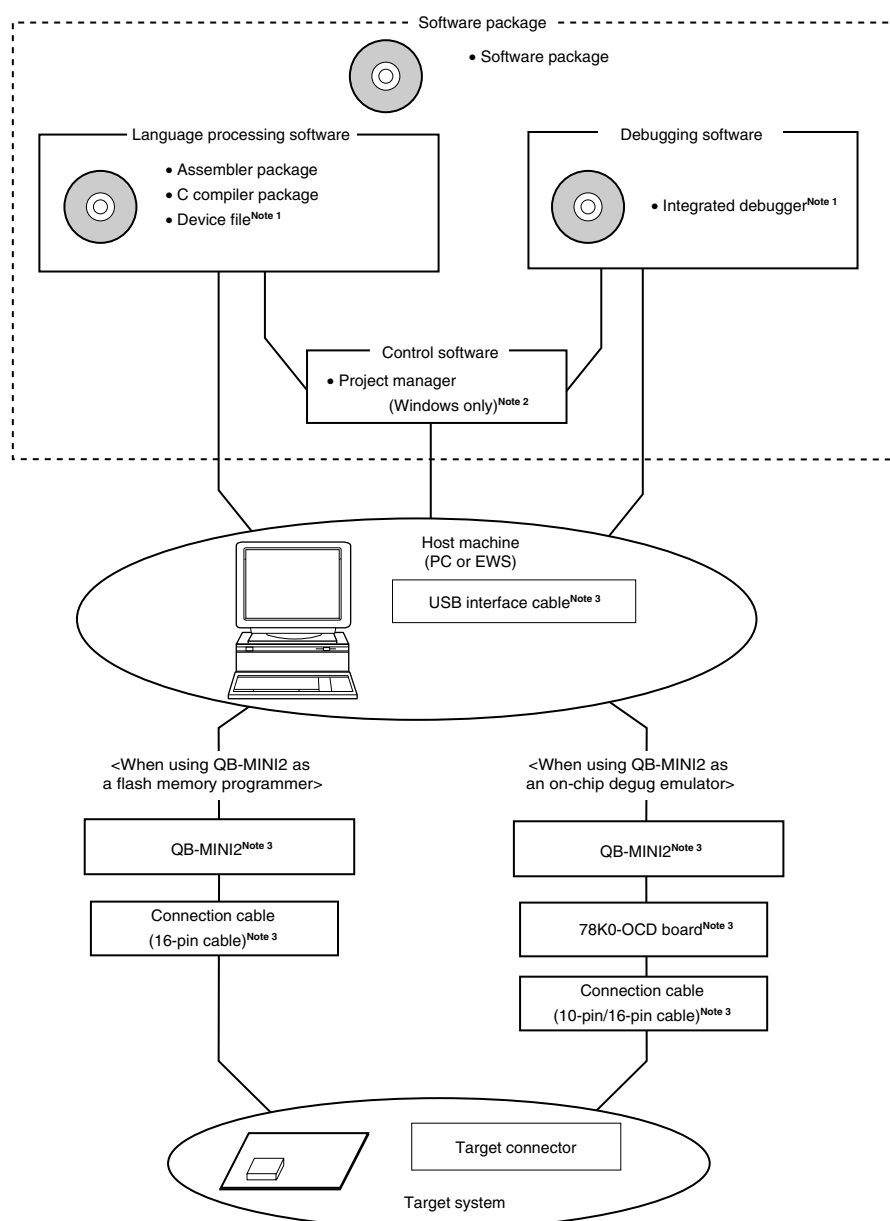 Software package
• Software package
Language processing software
• Assembler package
• C compiler package
• Device fileNote 1
Debugging software
• Integrated debuggerNote 1
Control software
• Project manager
(Windows only)Note 2
Host machine
(PC or EWS)
USB interface cableNote 3
<When using QB-MINI2 as
a flash memory programmer>
QB-MINI2Note 3
Connection cable
(16-pin cable)Note 3
<When using QB-MINI2 as
an on-chip degug emulator>
QB-MINI2Note 3
78K0-OCD boardNote 3
Connection cable
(10-pin/16-pin cable)Note 3
Target connector
Target system